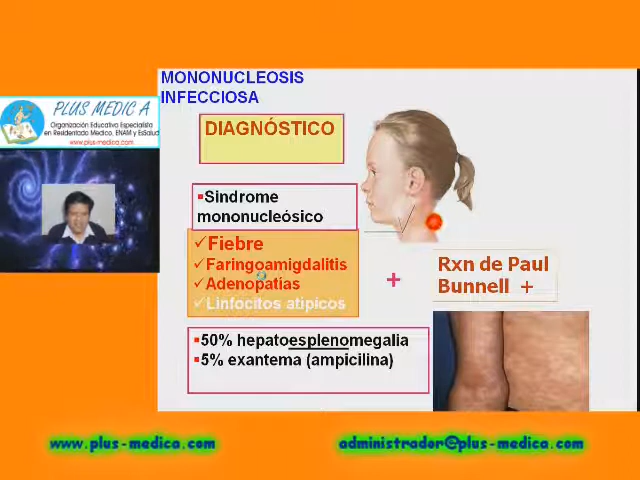 MONONUCLEOSIS
INFECCIOSA
PLUS MEDIC A
Organización Educativa Especialista
en Residentado Medico, ENAM y EsSalud
www.plus-medica.com
DIAGNÓSTICO
Sindrome
mononucleósico
Fiebre
Faringoamigdalitis
Adenopatias
Linfocitos atipicos
+
Rxn de Paul
Bunnell +
50% hepatoesplenomegalia
5% exantema (ampicilina)
www.plus-medica.com
administrador@plus-medica.com